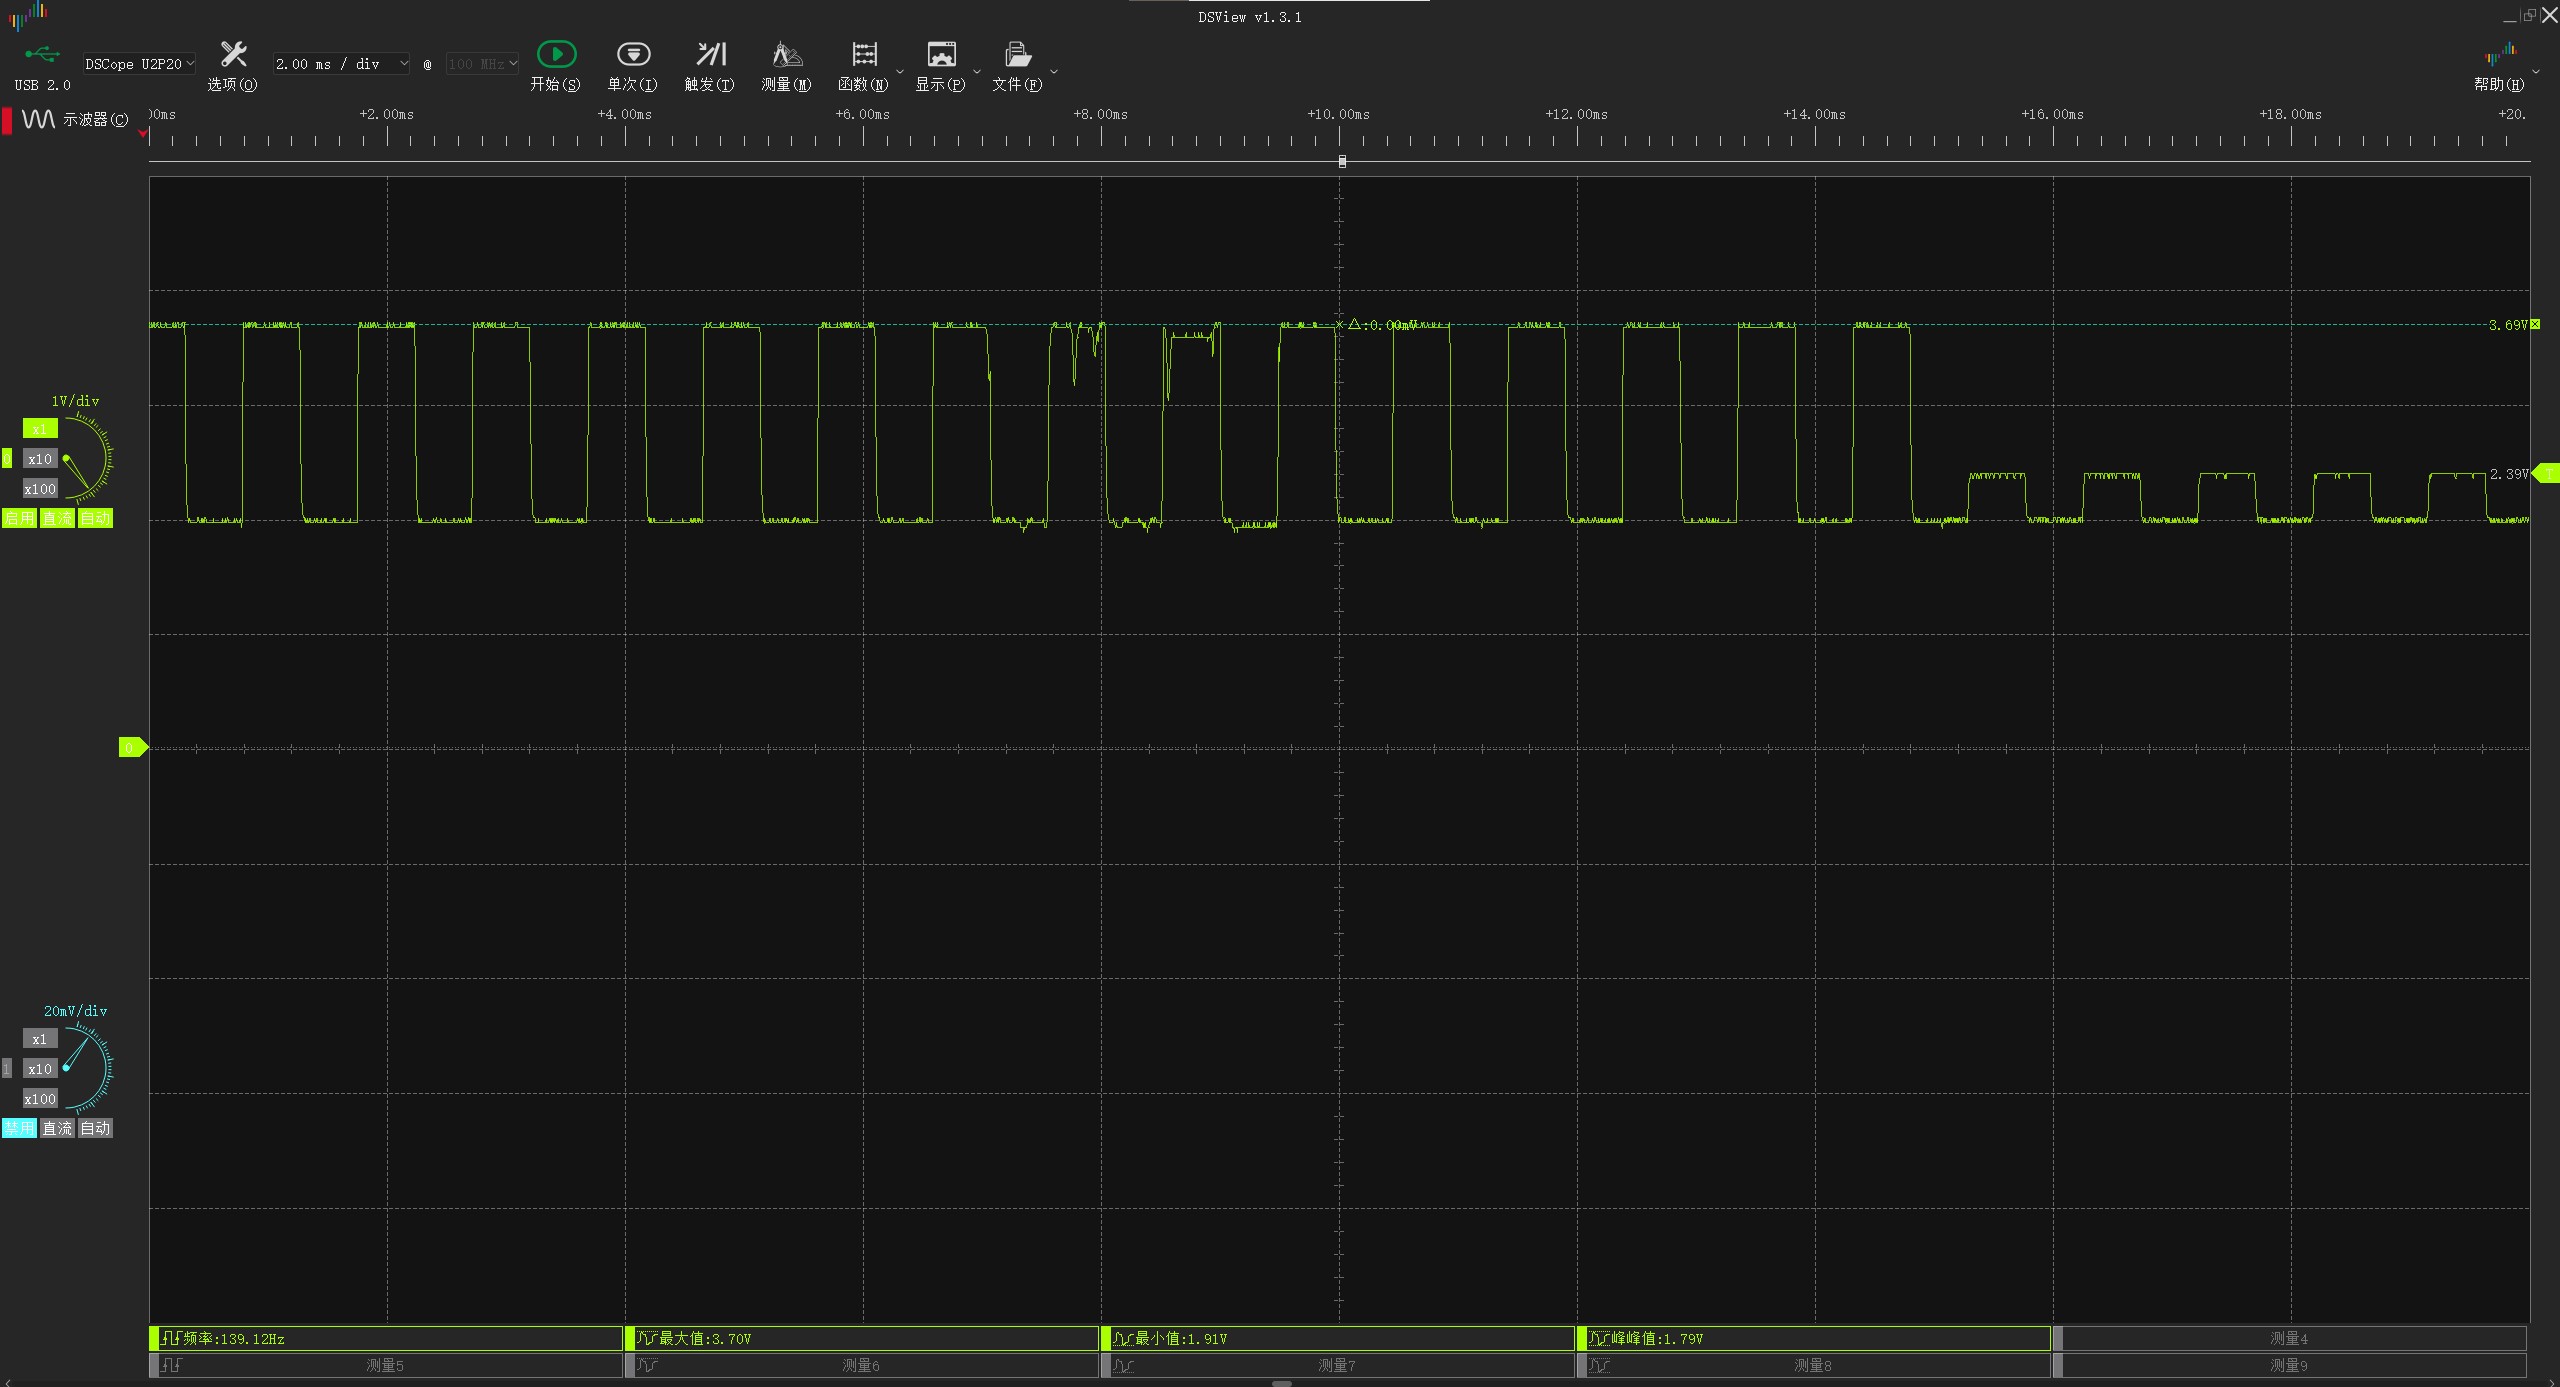 DSView v1.3.1
USB 2.0
DSCope U2P20
选项(O)
2.00 ms / div
@
100 MHz
开始(S)
单次(I)
触发(T)
测量(M)
函数(N)
显示(P)
文件(F)
帮助(H)
示波器(C)
00ms +2.00ms +4.00ms +6.00ms +8.00ms +10.00ms +12.00ms +14.00ms +16.00ms +18.00ms +20.
△:0.00mV
3.69V
1V/div
x1
0 x10
x100
启用 直流 自动
2.39V T
0
20mV/div
x1
1 x10
x100
禁用 直流 自动
频率:139.12Hz 最大值:3.70V 最小值:1.91V 峰峰值:1.79V 测量4
测量5 测量6 测量7 测量8 测量9